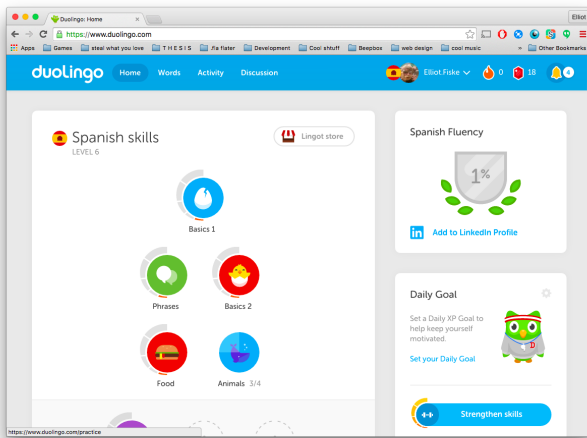 Duolingo: Home
Elliot
https://www.duolingo.com
Apps Games steal what you love T H E S I S .fla flater Development Cool shtuff Beepbox web design cool music » Other Bookmarks
duolingo Home Words Activity Discussion Elliot.Fiske 0 18 4
Spanish skills
LEVEL 6
Lingot store
Basics 1
Phrases Basics 2
Food Animals 3/4
Spanish Fluency
1%
Add to LinkedIn Profile
Daily Goal
Set a Daily XP Goal to
help keep yourself
motivated.
Set your Daily Goal
Strengthen skills
https://www.duolingo.com/practice